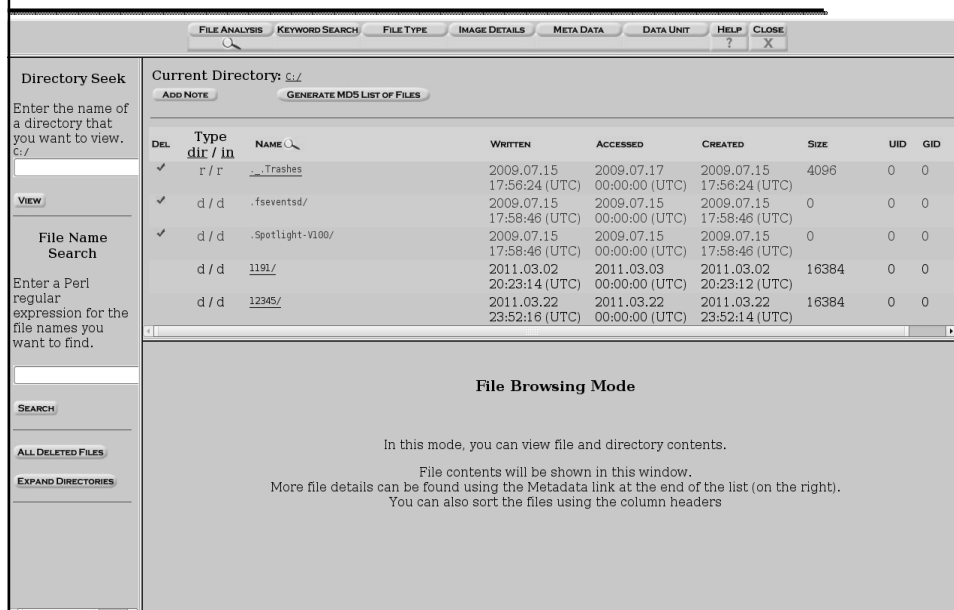 FILE ANALYSIS KEYWORD SEARCH FILE TYPE IMAGE DETAILS META DATA DATA UNIT HELP CLOSE
? X
Directory Seek
Enter the name of
a directory that
you want to view.
C:/
VIEW
File Name
Search
Enter a Perl
regular
expression for the
file names you
want to find.
SEARCH
ALL DELETED FILES
EXPAND DIRECTORIES
Current Directory: C:/
ADD NOTE GENERATE MD5 LIST OF FILES
DEL Type NAME WRITTEN ACCESSED CREATED SIZE UID GID
dir / in
✓ r / r ._.Trashes 2009.07.15 2009.07.17 2009.07.15 4096 0 0
17:56:24 (UTC) 00:00:00 (UTC) 17:56:24 (UTC)
✓ d / d .fseventsd/ 2009.07.15 2009.07.15 2009.07.15 0 0 0
17:58:46 (UTC) 00:00:00 (UTC) 17:58:46 (UTC)
✓ d / d .Spotlight-V100/ 2009.07.15 2009.07.15 2009.07.15 0 0 0
17:58:46 (UTC) 00:00:00 (UTC) 17:58:46 (UTC)
d / d 1191/ 2011.03.02 2011.03.03 2011.03.02 16384 0 0
20:23:14 (UTC) 00:00:00 (UTC) 20:23:12 (UTC)
d / d 12345/ 2011.03.22 2011.03.22 2011.03.22 16384 0 0
23:52:16 (UTC) 00:00:00 (UTC) 23:52:14 (UTC)
File Browsing Mode
In this mode, you can view file and directory contents.
File contents will be shown in this window.
More file details can be found using the Metadata link at the end of the list (on the right).
You can also sort the files using the column headers